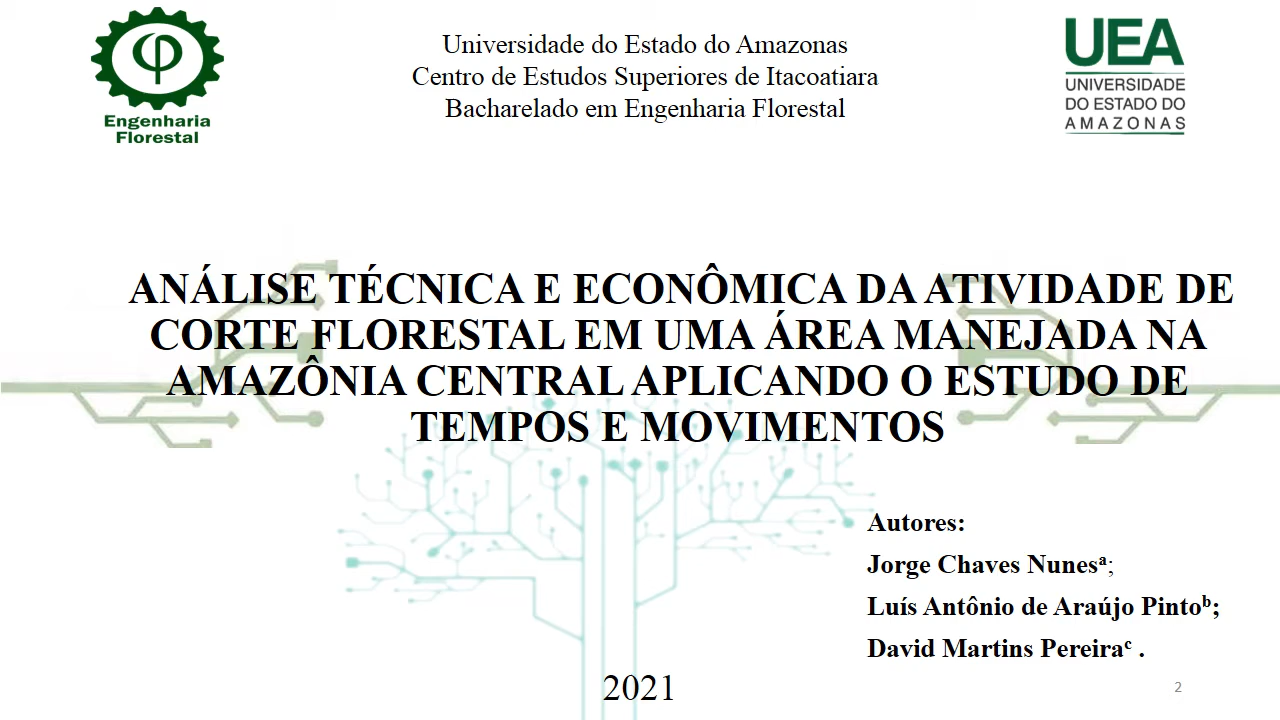 Universidade do Estado do Amazonas
Centro de Estudos Superiores de Itacoatiara
Bacharelado em Engenharia Florestal
Engenharia
Florestal
UEA
UNIVERSIDADE
DO ESTADO DO
AMAZONAS
ANÁLISE TÉCNICA E ECONÔMICA DA ATIVIDADE DE
CORTE FLORESTAL EM UMA ÁREA MANEJADA NA
AMAZÔNIA CENTRAL APLICANDO O ESTUDO DE
TEMPOS E MOVIMENTOS
Autores:
Jorge Chaves Nunesᵃ;
Luís Antônio de Araújo Pintoᵇ;
David Martins Pereiraᶜ .
2021
2